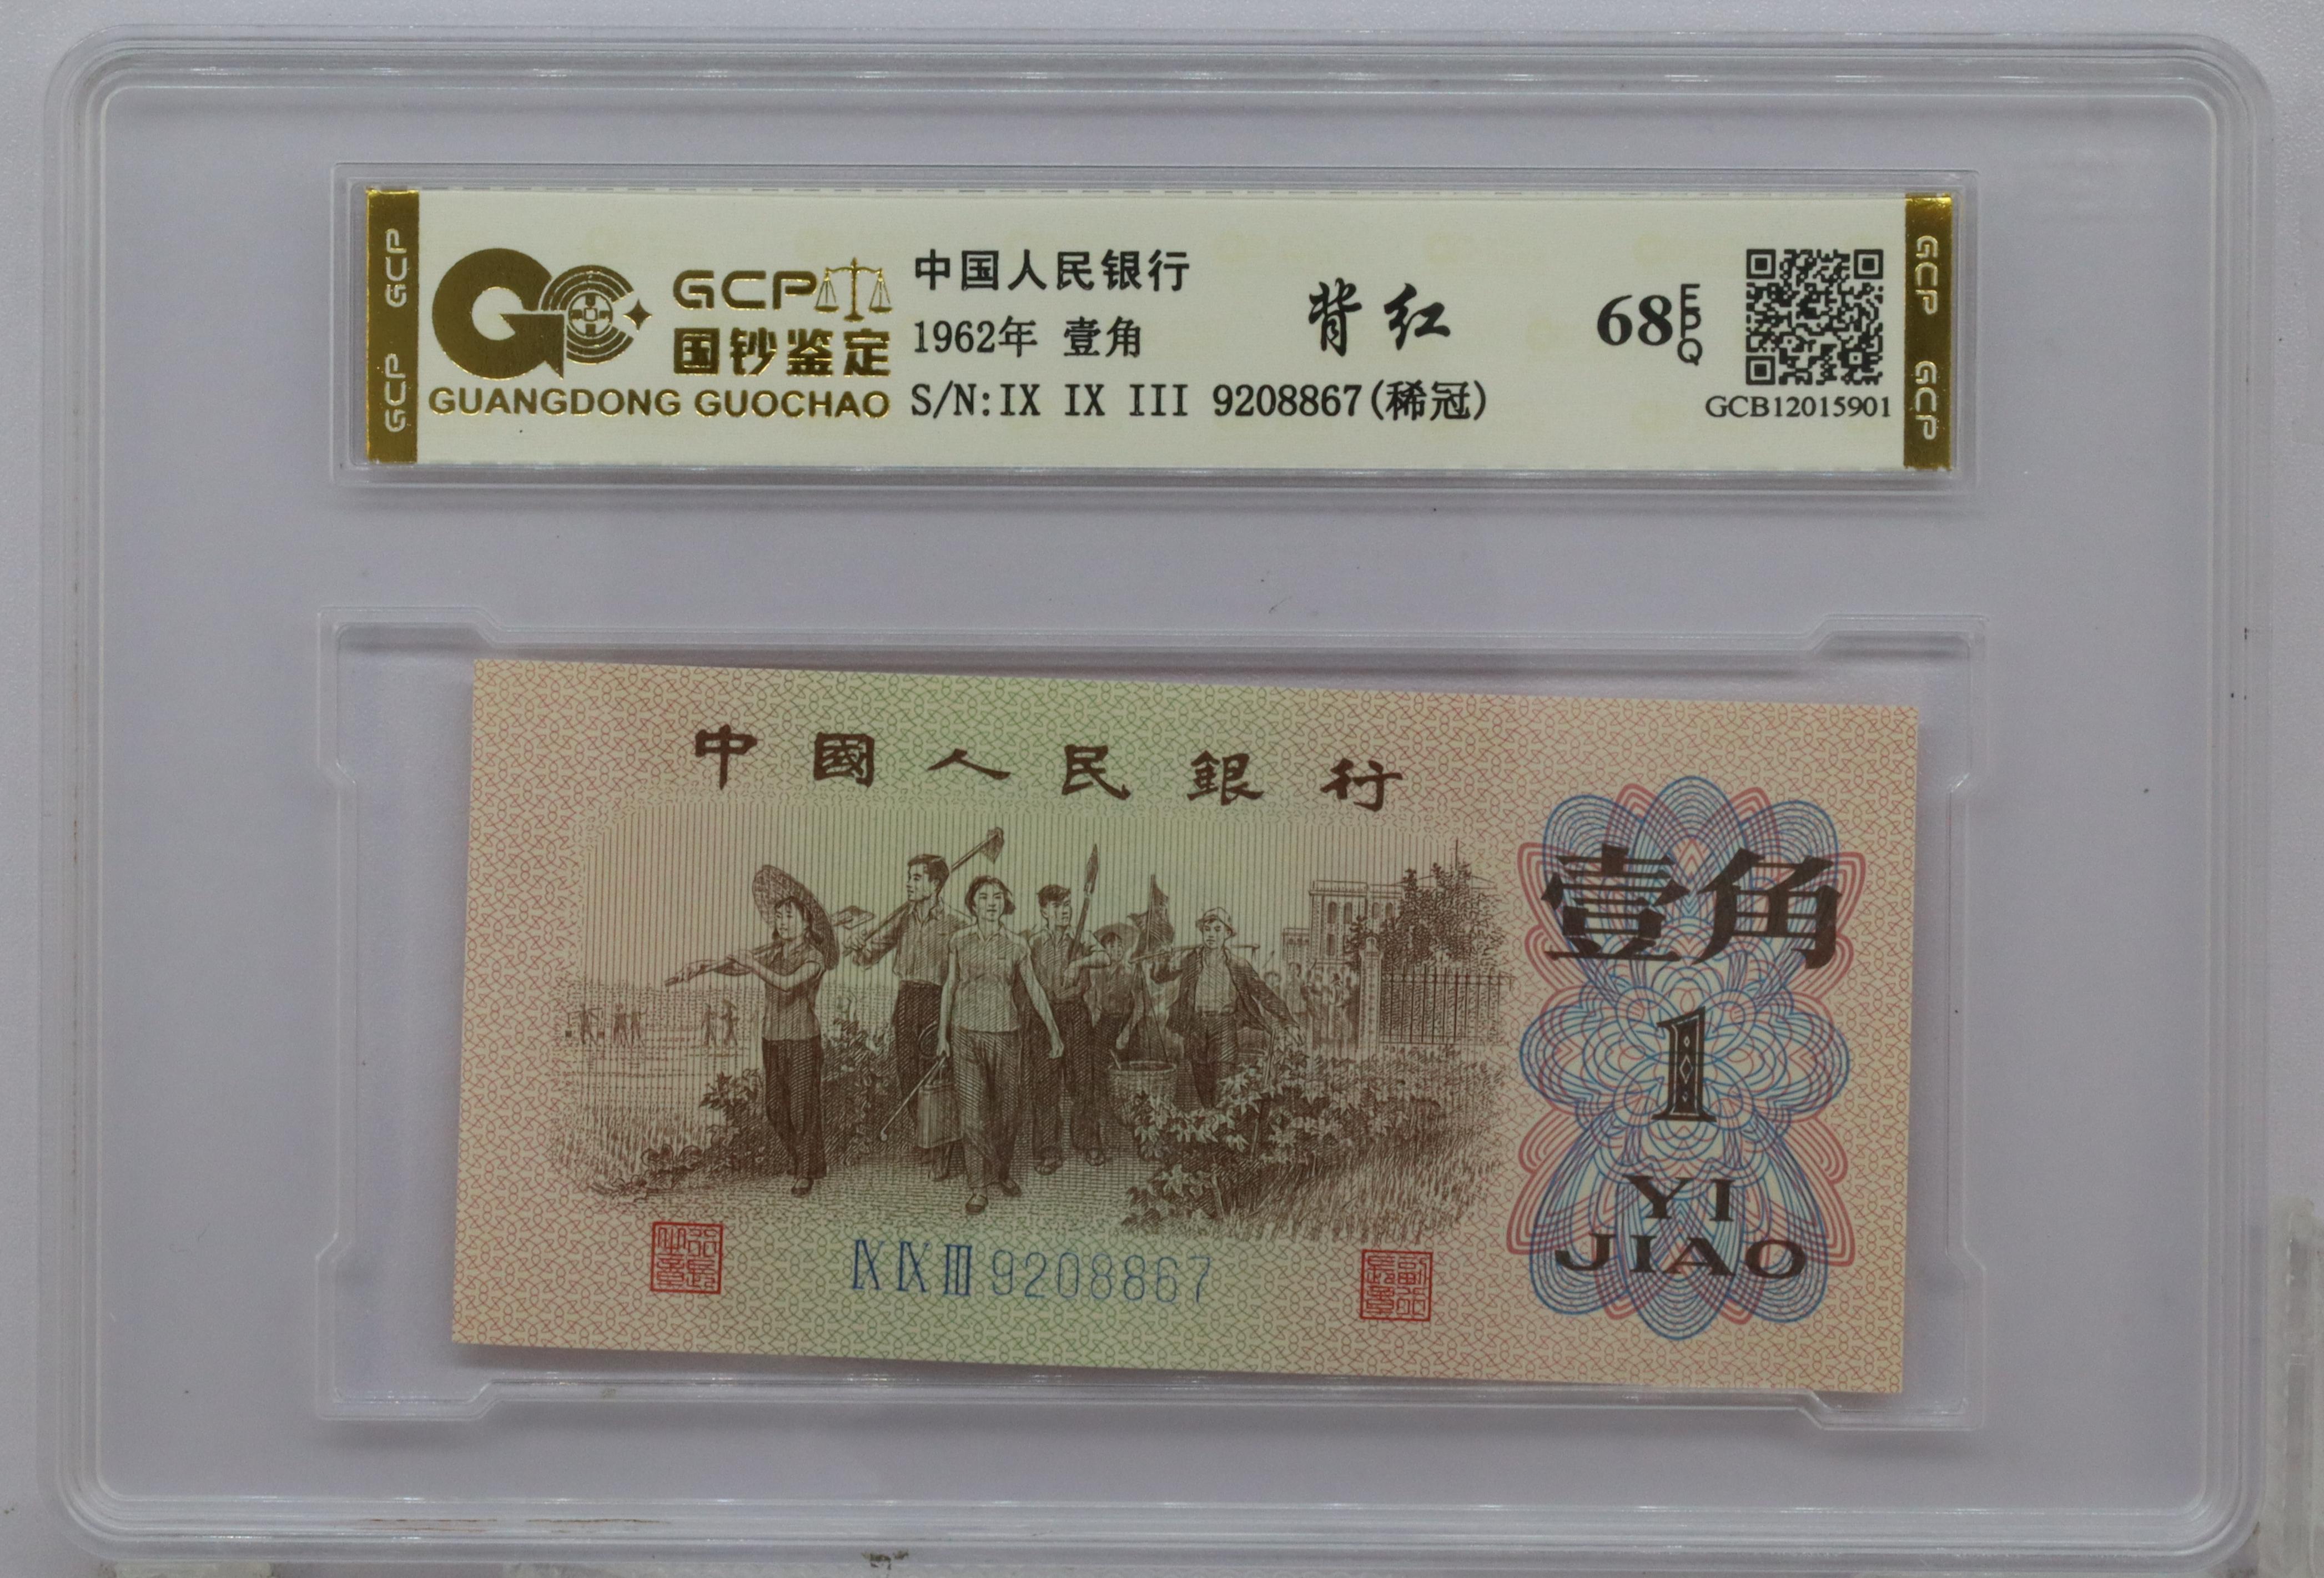 GCP GCP
GCP
国钞鉴定
GUANGDONG GUOCHAO
中国人民银行
1962年 壹角
S/N:IX IX III 9208867(稀冠)
背红
68 EPQ
GCB12015901
GCP GCP
中國人民銀行
壹角
1
YI
JIAO
IX IX III 9208867